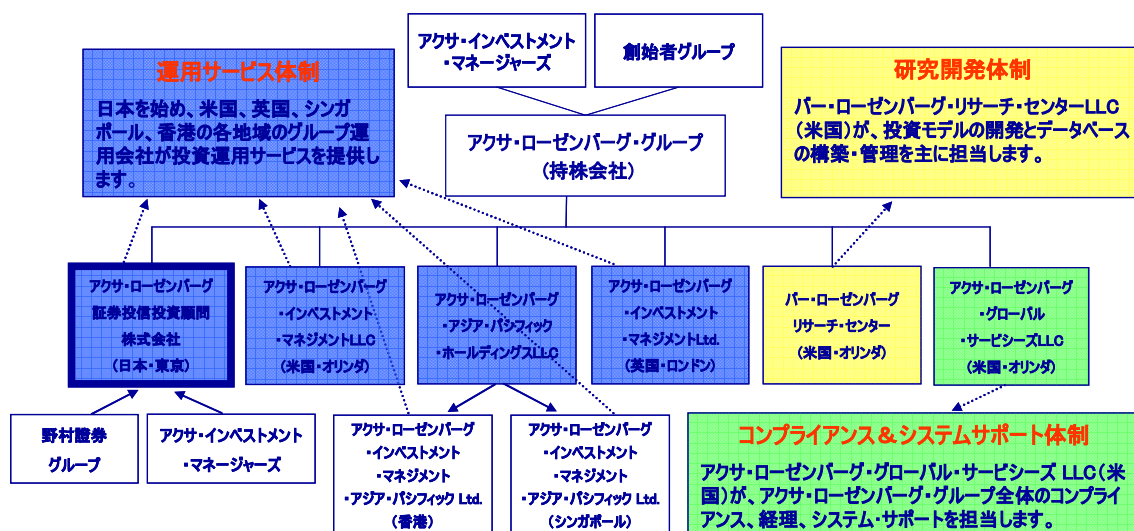 アクサ・インベストメント
・マネージャーズ
創始者グループ
運用サービス体制
日本を始め、米国、英国、シンガ
ポール、香港の各地域のグループ運
用会社が投資運用サービスを提供し
ます。
研究開発体制
バー・ローゼンバーグ・リサーチ・センターLLC
(米国)が、投資モデルの開発とデータベース
の構築・管理を主に担当します。
アクサ・ローゼンバーグ・グループ
(持株会社)
アクサ・ローゼンバーグ
証券投信投資顧問
株式会社
(日本・東京)
アクサ・ローゼンバーグ
・インベストメント
・マネジメントLLC
(米国・オリンダ)
アクサ・ローゼンバーグ
・アジア・パシフィック
・ホールディングスLLC
アクサ・ローゼンバーグ
・インベストメント
・マネジメントLtd.
(英国・ロンドン)
バー・ローゼンバーグ
リサーチ・センター
(米国・オリンダ)
アクサ・ローゼンバーグ
・グローバル
・サービシーズLLC
(米国・オリンダ)
野村證券
グループ
アクサ・インベストメント
・マネージャーズ
アクサ・ローゼンバーグ
・インベストメント
・マネジメント
・アジア・パシフィック Ltd.
(香港)
アクサ・ローゼンバーグ
・インベストメント
・マネジメント
・アジア・パシフィック Ltd.
(シンガポール)
コンプライアンス&システムサポート体制
アクサ・ローゼンバーグ・グローバル・サービシーズ LLC(米
国)が、アクサ・ローゼンバーグ・グループ全体のコンプライ
アンス、経理、システム・サポートを担当します。